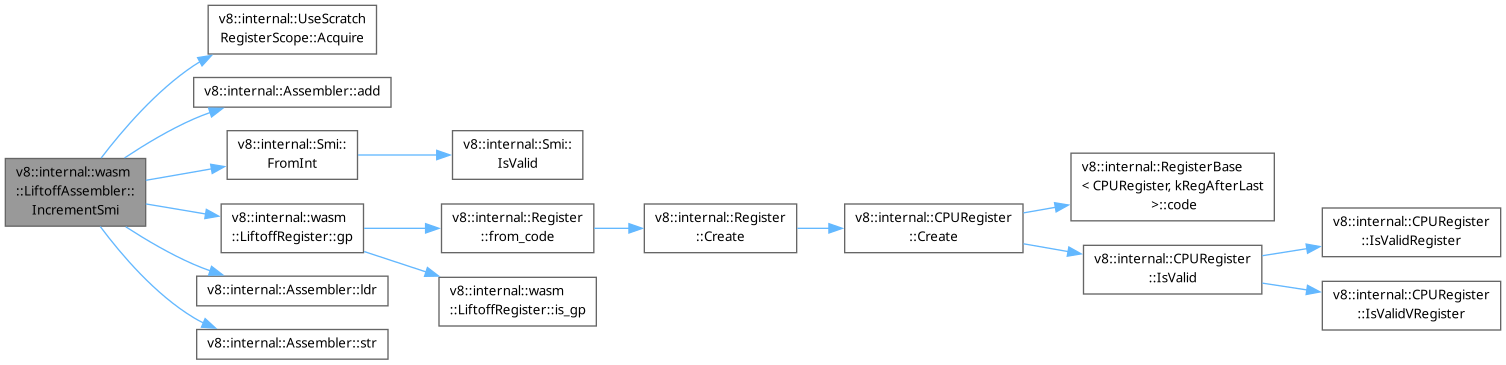 v8::internal::wasm
::LiftoffAssembler::
IncrementSmi
v8::internal::UseScratch
RegisterScope::Acquire
v8::internal::Assembler::add
v8::internal::Smi::
FromInt
v8::internal::Smi::
IsValid
v8::internal::wasm
::LiftoffRegister::gp
v8::internal::Register
::from_code
v8::internal::Register
::Create
v8::internal::CPURegister
::Create
v8::internal::RegisterBase
< CPURegister, kRegAfterLast
>::code
v8::internal::CPURegister
::IsValid
v8::internal::CPURegister
::IsValidRegister
v8::internal::CPURegister
::IsValidVRegister
v8::internal::wasm
::LiftoffRegister::is_gp
v8::internal::Assembler::ldr
v8::internal::Assembler::str